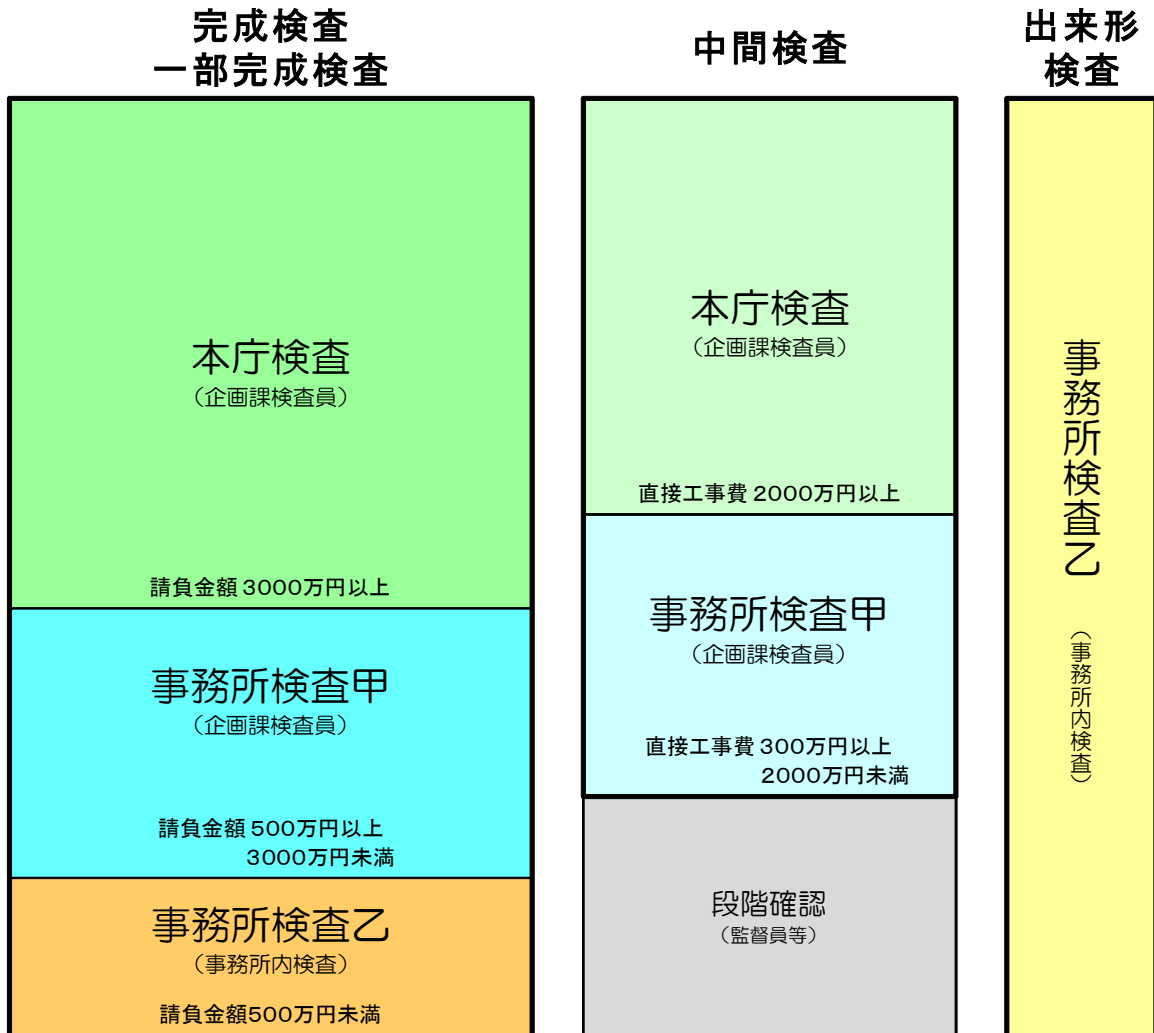 完成検査
一部完成検査
本庁検査
（企画課検査員）
請負金額 3000万円以上
事務所検査甲
（企画課検査員）
請負金額 500万円以上
3000万円未満
事務所検査乙
（事務所内検査）
請負金額500万円未満
中間検査
本庁検査
（企画課検査員）
直接工事費 2000万円以上
事務所検査甲
（企画課検査員）
直接工事費 300万円以上
2000万円未満
段階確認
（監督員等）
出来形
検査
事務所検査乙
（事務所内検査）